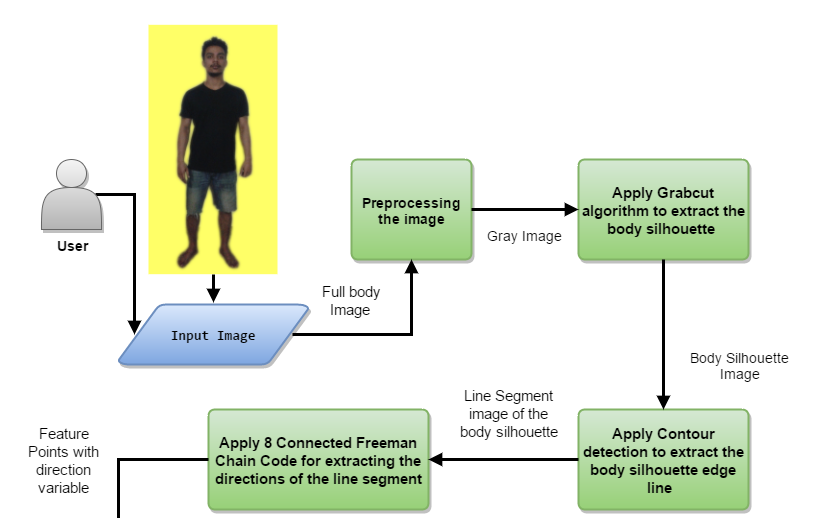 User
Input Image
Full body
Image
Preprocessing
the image
Gray Image
Apply Grabcut
algorithm to extract the
body silhouette
Body Silhouette
Image
Apply Contour
detection to extract the
body silhouette edge
line
Line Segment
image of the
body silhouette
Apply 8 Connected Freeman
Chain Code for extracting the
directions of the line segment
Feature
Points with
direction
variable